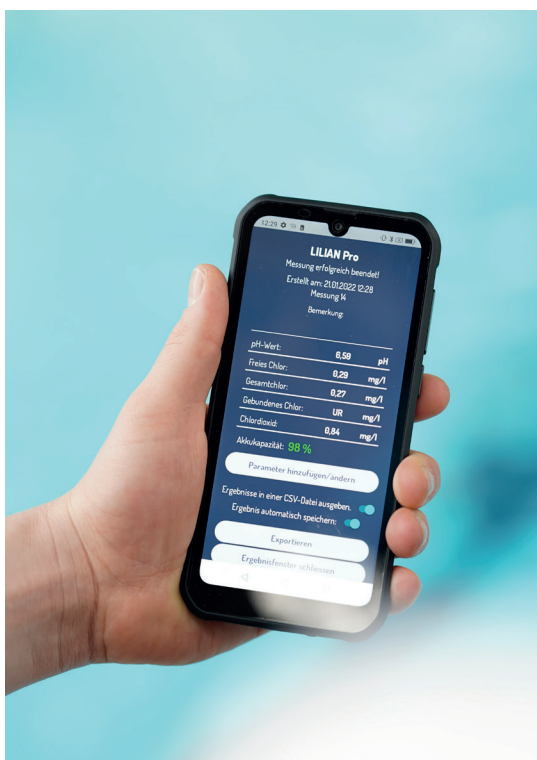 12:29
LILIAN Pro
Messung erfolgreich beendet!
Erstellt am: 21.01.2022 12:28
Messung 14
Bemerkung:
pH-Wert: 6,59 pH
Freies Chlor: 0,29 mg/l
Gesamtchlor: 0,27 mg/l
Gebundenes Chlor: UR mg/l
Chlordioxid: 0,84 mg/l
Akkukapazität: 98 %
Parameter hinzufügen/ändern
Ergebnisse in einer CSV-Datei ausgeben.
Ergebnis automatisch speichern:
Exportieren
Ergebnisfenster schliessen